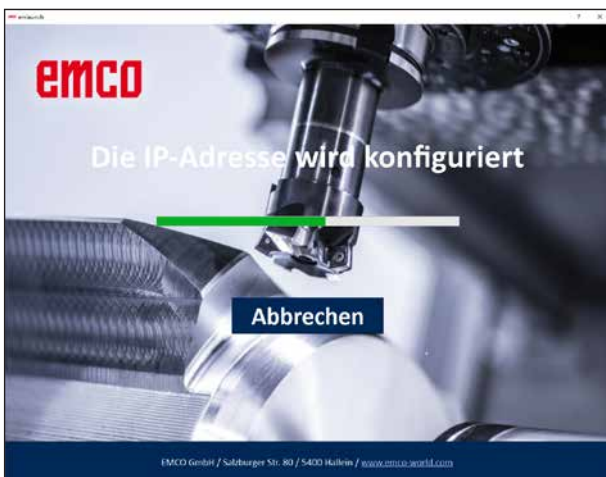 emco
Die IP-Adresse wird konfiguriert
Abbrechen
EMCO GmbH / Salzburger Str. 80 / 5400 Hallein / www.emco-world.com